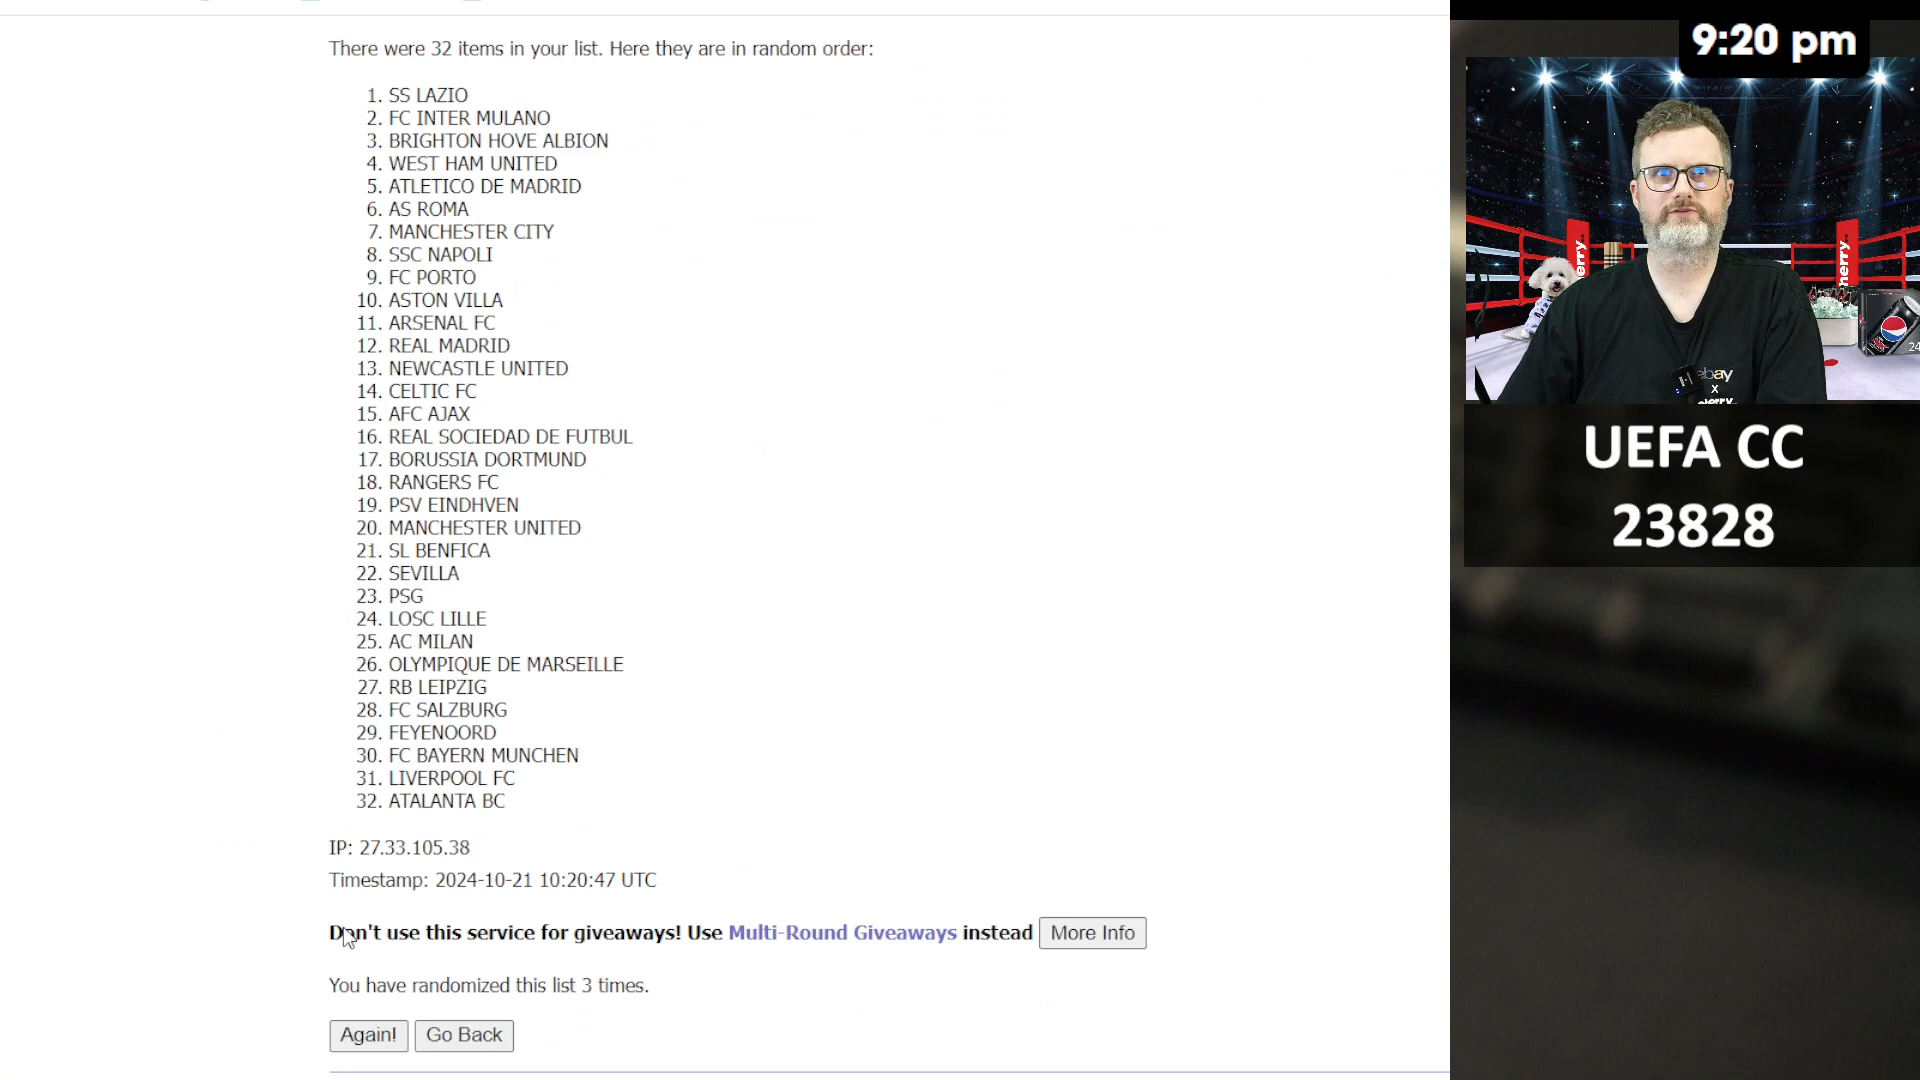 There were 32 items in your list. Here they are in random order:
1. SS LAZIO
2. FC INTER MULANO
3. BRIGHTON HOVE ALBION
4. WEST HAM UNITED
5. ATLETICO DE MADRID
6. AS ROMA
7. MANCHESTER CITY
8. SSC NAPOLI
9. FC PORTO
10. ASTON VILLA
11. ARSENAL FC
12. REAL MADRID
13. NEWCASTLE UNITED
14. CELTIC FC
15. AFC AJAX
16. REAL SOCIEDAD DE FUTBUL
17. BORUSSIA DORTMUND
18. RANGERS FC
19. PSV EINDHVEN
20. MANCHESTER UNITED
21. SL BENFICA
22. SEVILLA
23. PSG
24. LOSC LILLE
25. AC MILAN
26. OLYMPIQUE DE MARSEILLE
27. RB LEIPZIG
28. FC SALZBURG
29. FEYENOORD
30. FC BAYERN MUNCHEN
31. LIVERPOOL FC
32. ATALANTA BC
IP: 27.33.105.38
Timestamp: 2024-10-21 10:20:47 UTC
Don't use this service for giveaways! Use Multi-Round Giveaways instead More Info
You have randomized this list 3 times.
Again! Go Back
9:20 pm
ebay
x
UEFA CC
23828